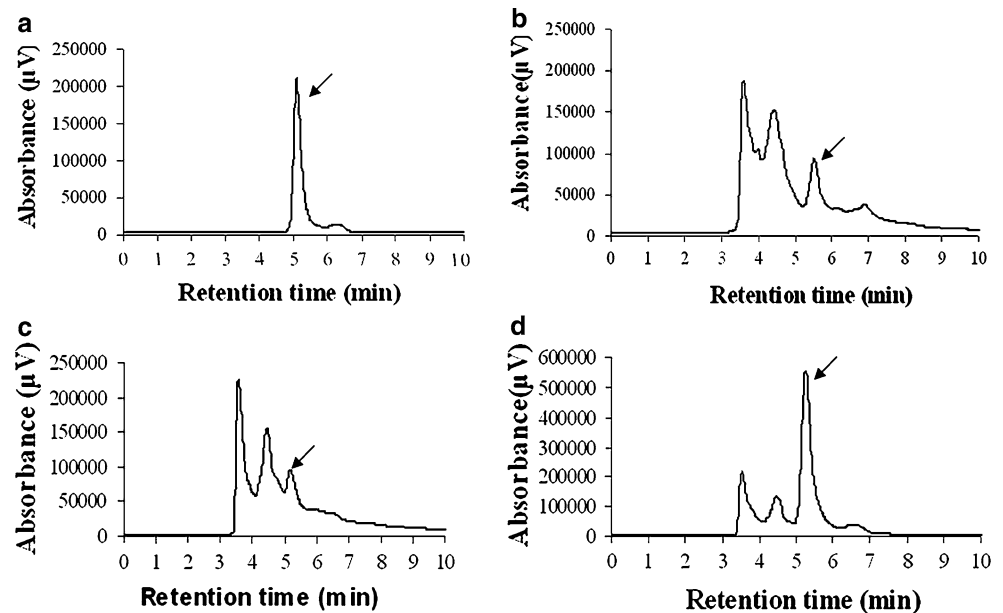 a
Absorbance (µV)
250000
200000
150000
100000
50000
0
0 1 2 3 4 5 6 7 8 9 10
Retention time (min)
b
Absorbance(µV)
250000
200000
150000
100000
50000
0
0 1 2 3 4 5 6 7 8 9 10
Retention time (min)
c
Absorbance (µV)
250000
200000
150000
100000
50000
0
0 1 2 3 4 5 6 7 8 9 10
Retention time (min)
d
Absorbance(µV)
600000
500000
400000
300000
200000
100000
0
0 1 2 3 4 5 6 7 8 9 10
Retention time (min)